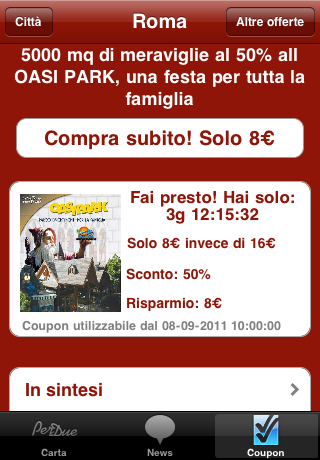 Città
Roma
Altre offerte
5000 mq di meraviglie al 50% all
OASI PARK, una festa per tutta la
famiglia
Compra subito! Solo 8€
OASI PARK
Fai presto! Hai solo:
3g 12:15:32
Solo 8€ invece di 16€
Sconto: 50%
Risparmio: 8€
Coupon utilizzabile dal 08-09-2011 10:00:00
In sintesi
PerDue
Carta
News
Coupon